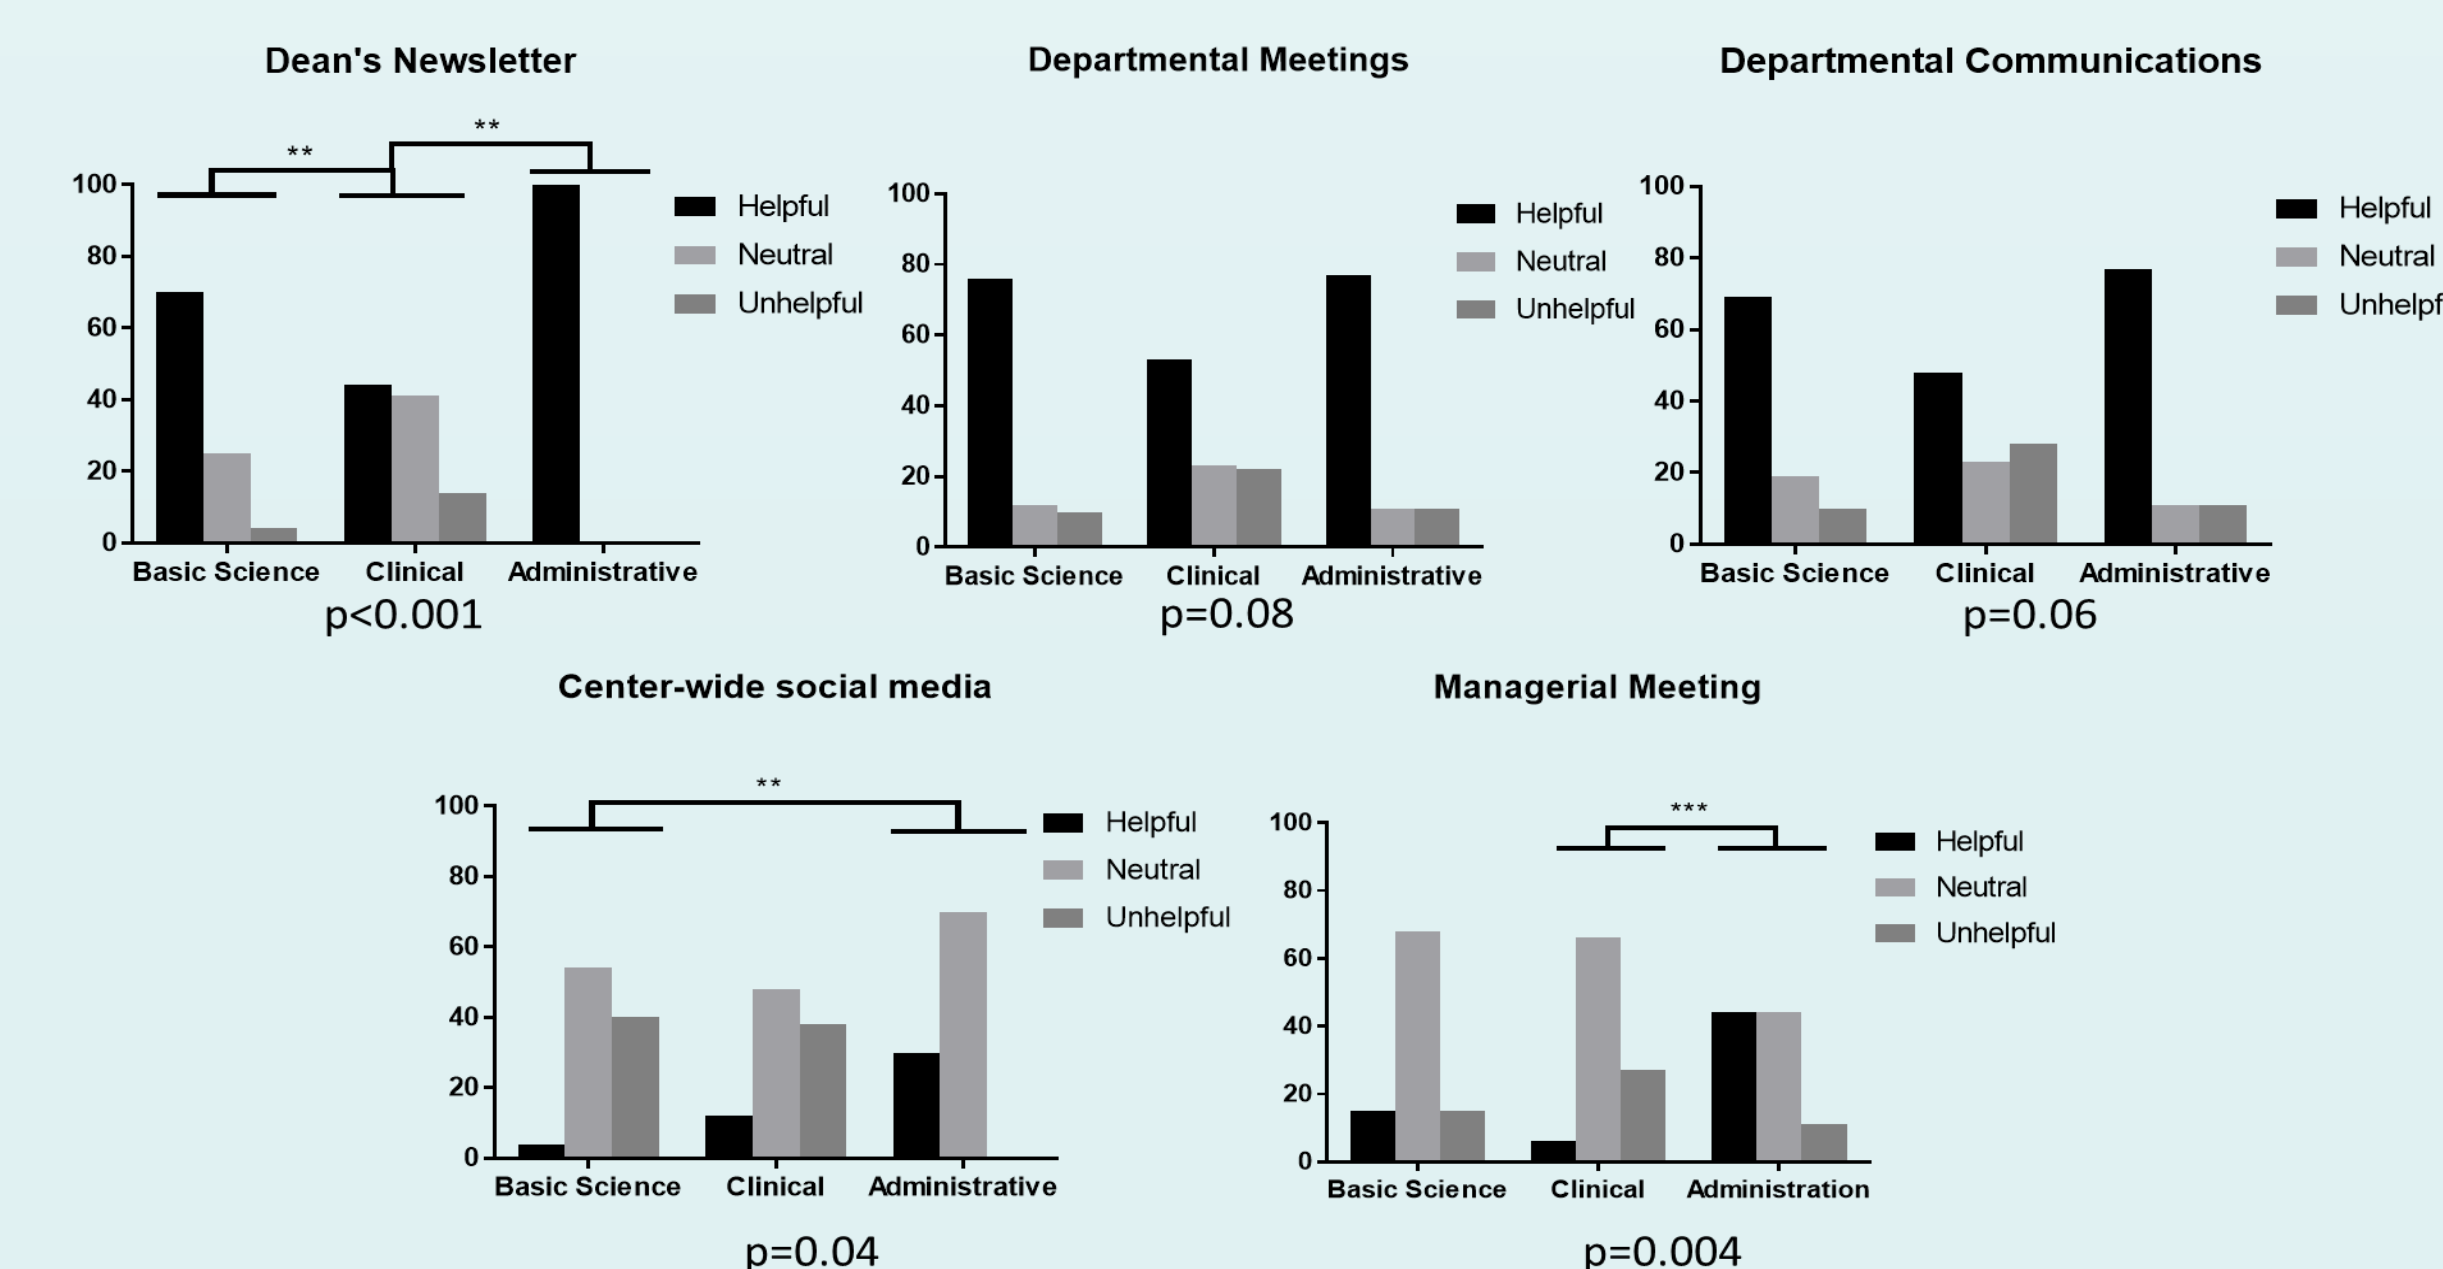 Dean's Newsletter
**
**
100
80
60
40
20
0
Basic Science Clinical Administrative
Helpful
Neutral
Unhelpful
p<0.001
Departmental Meetings
100
80
60
40
20
0
Basic Science Clinical Administrative
Helpful
Neutral
Unhelpful
p=0.08
Departmental Communications
100
80
60
40
20
0
Basic Science Clinical Administrative
Helpful
Neutral
Unhelpf
p=0.06
Center-wide social media
**
100
80
60
40
20
0
Basic Science Clinical Administrative
Helpful
Neutral
Unhelpful
p=0.04
Managerial Meeting
***
100
80
60
40
20
0
Basic Science Clinical Administration
Helpful
Neutral
Unhelpful
p=0.004